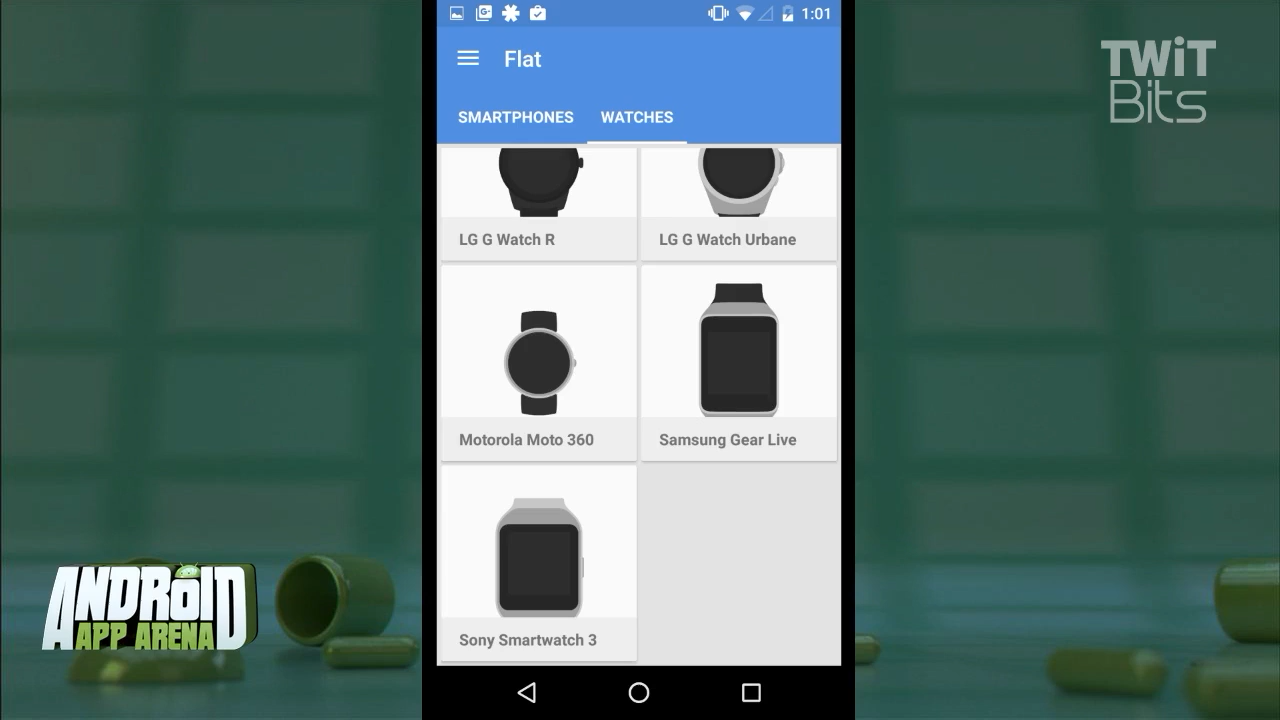 1:01
Flat
SMARTPHONES WATCHES
LG G Watch R
LG G Watch Urbane
Motorola Moto 360
Samsung Gear Live
Sony Smartwatch 3
TWiT
Bits
ANDROID
APP ARENA